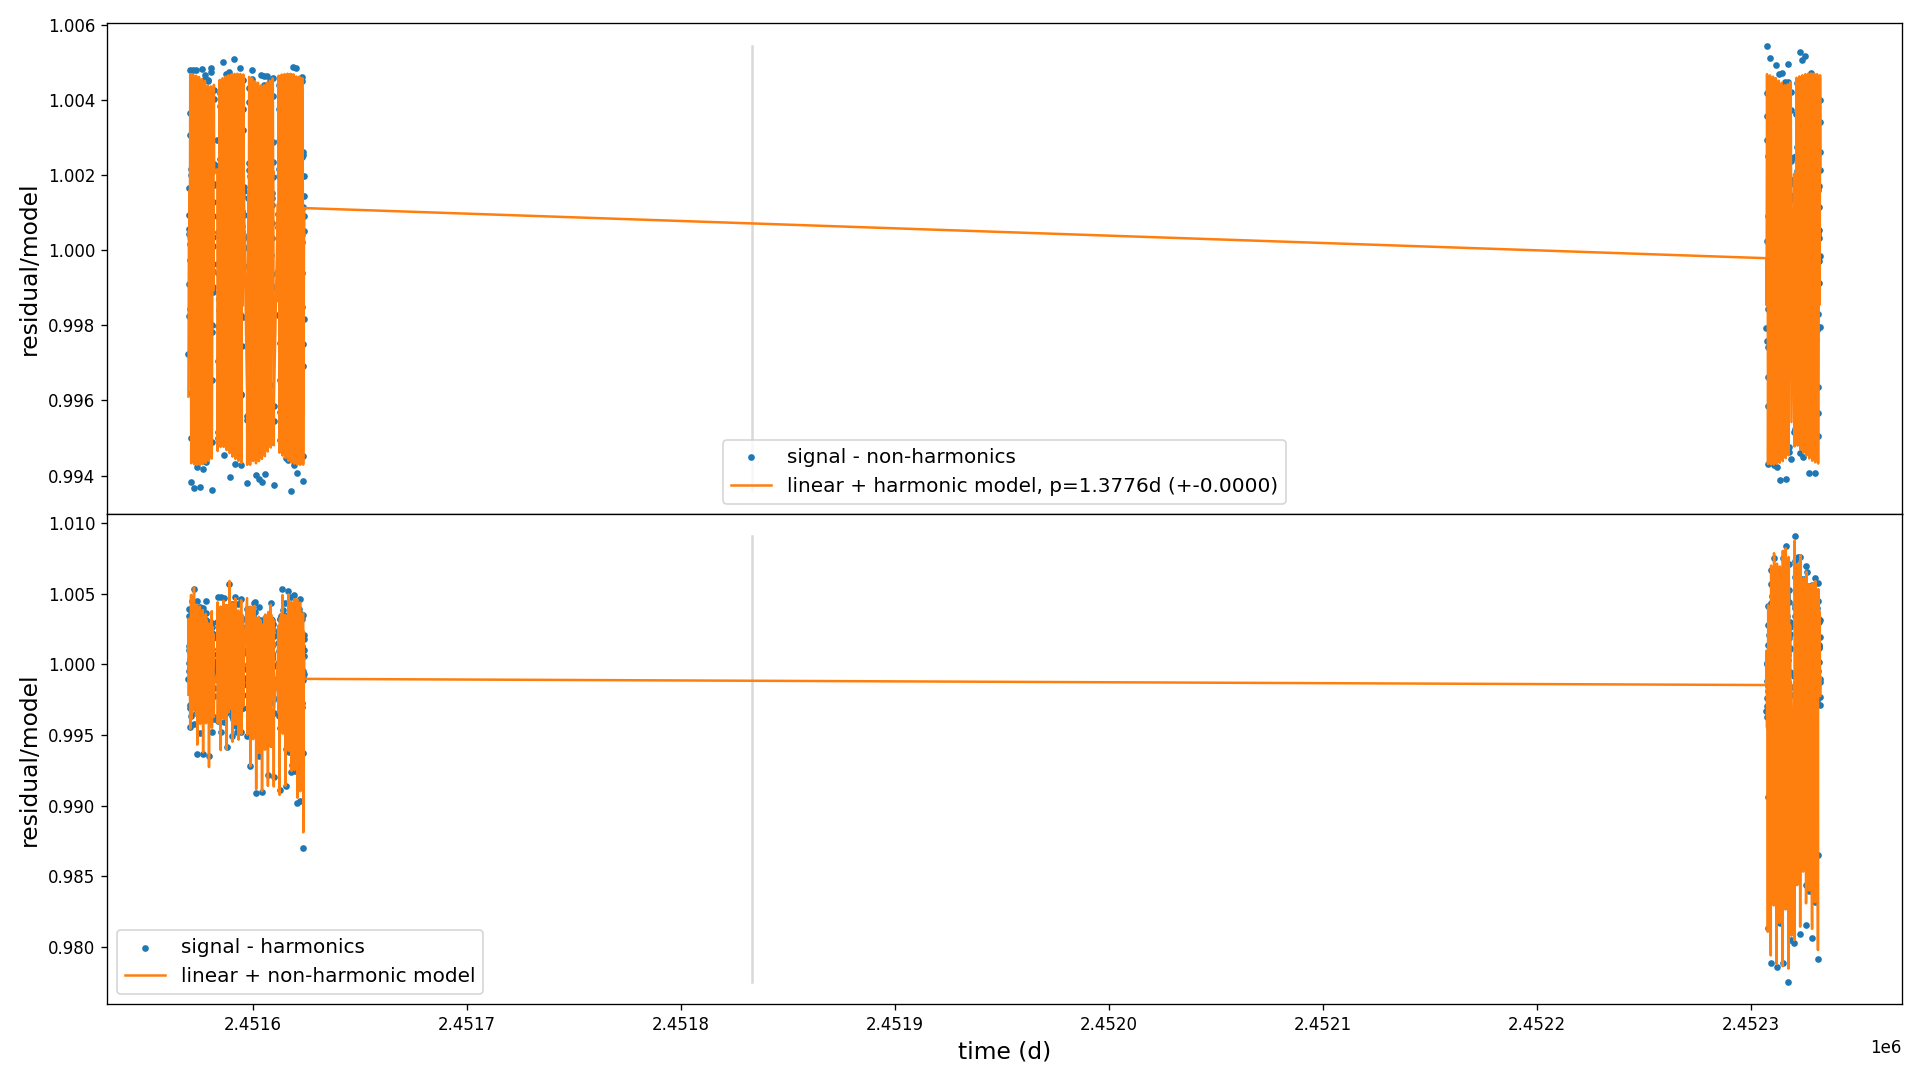 1.006
1.004
1.002
1.000
0.998
0.996
0.994
residual/model
signal - non-harmonics
linear + harmonic model, p=1.3776d (+-0.0000)
1.010
1.005
1.000
0.995
0.990
0.985
0.980
residual/model
signal - harmonics
linear + non-harmonic model
2.4516 2.4517 2.4518 2.4519 2.4520 2.4521 2.4522 2.4523
time (d)
1e6